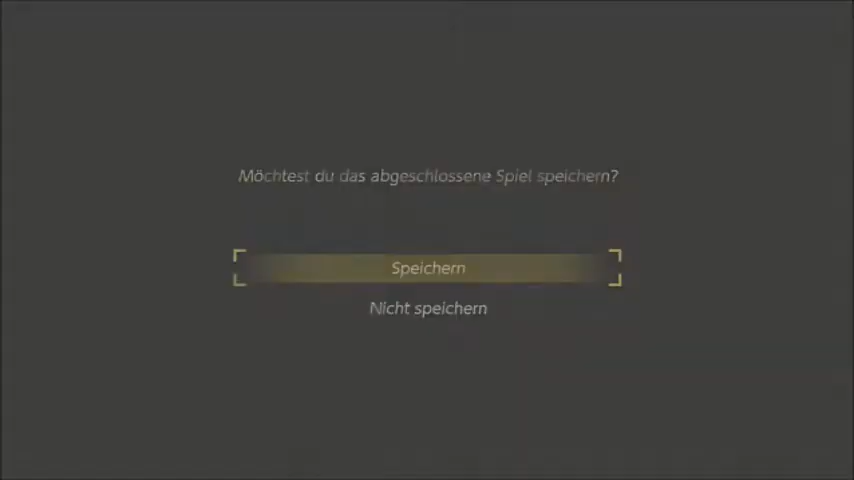 Möchtest du das abgeschlossene Spiel speichern?
Speichern
Nicht speichern